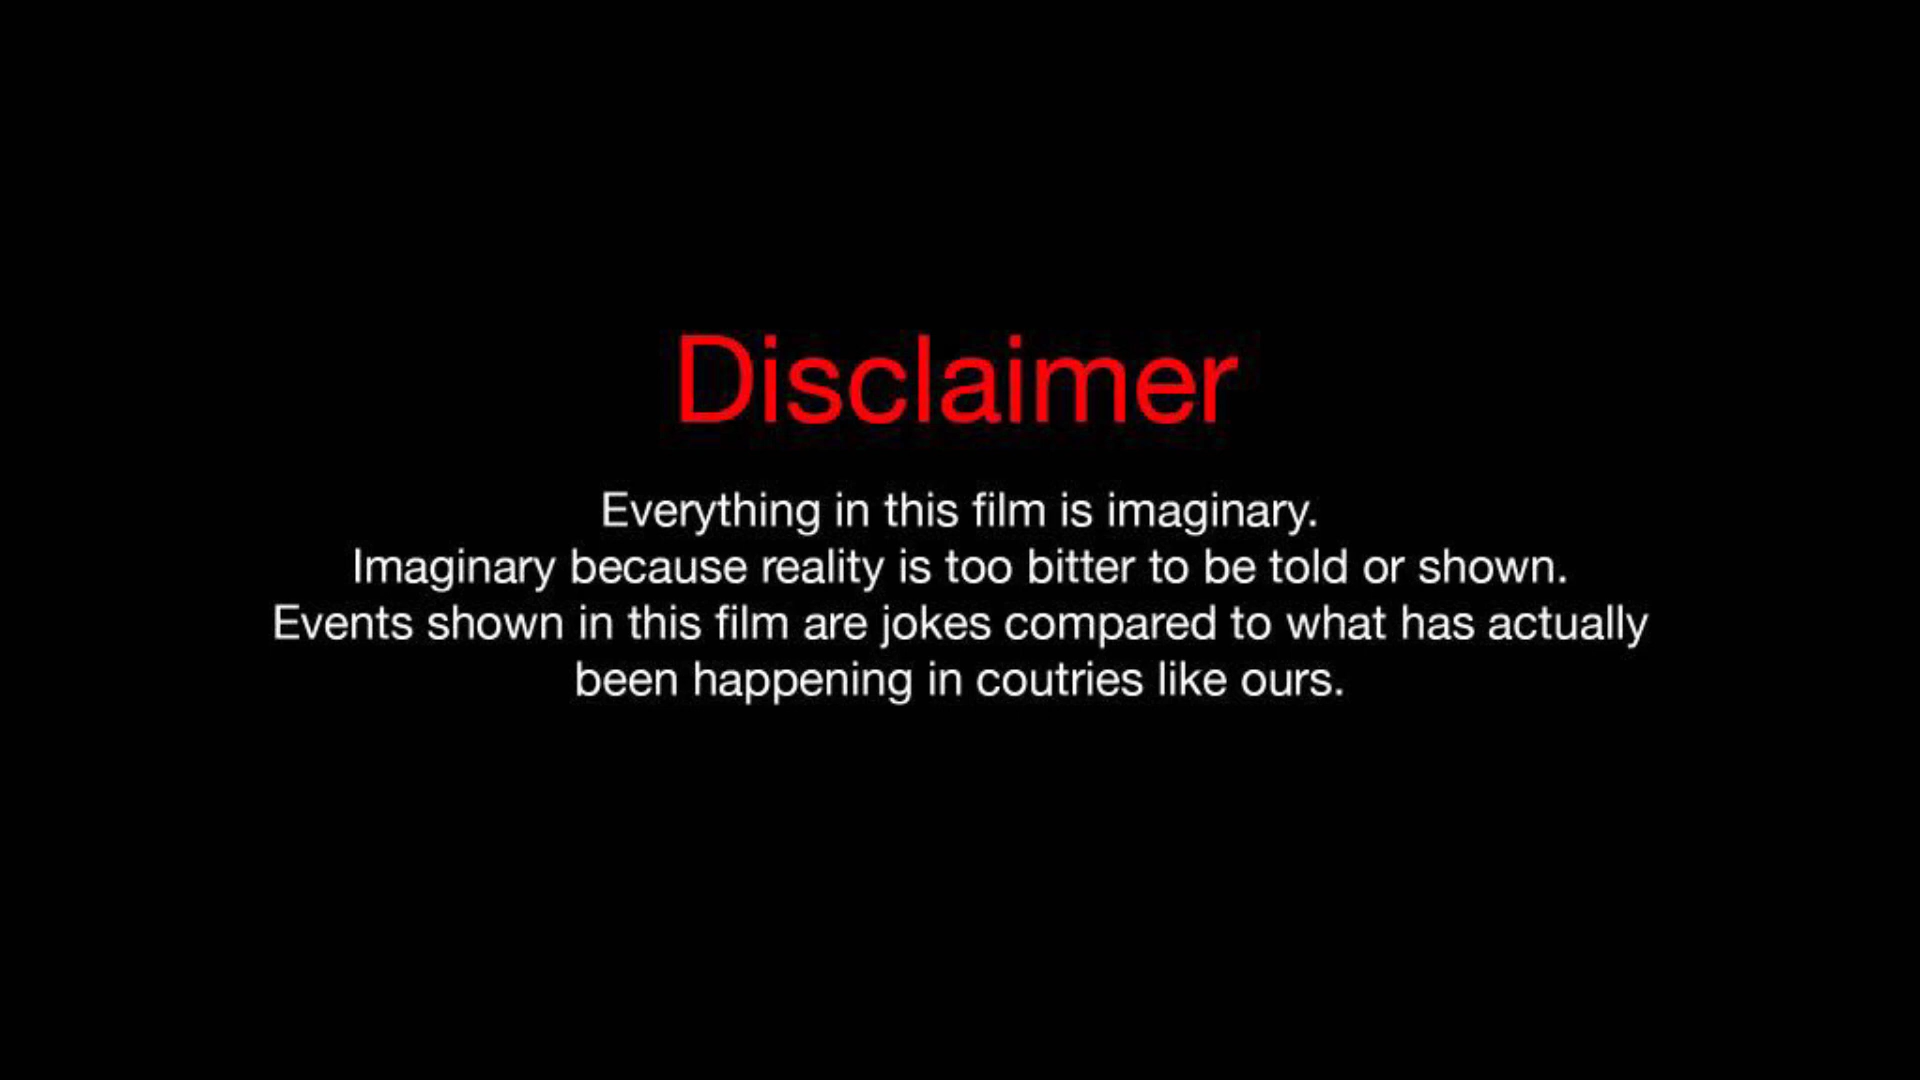 Disclaimer
Everything in this film is imaginary.
Imaginary because reality is too bitter to be told or shown.
Events shown in this film are jokes compared to what has actually
been happening in coutries like ours.